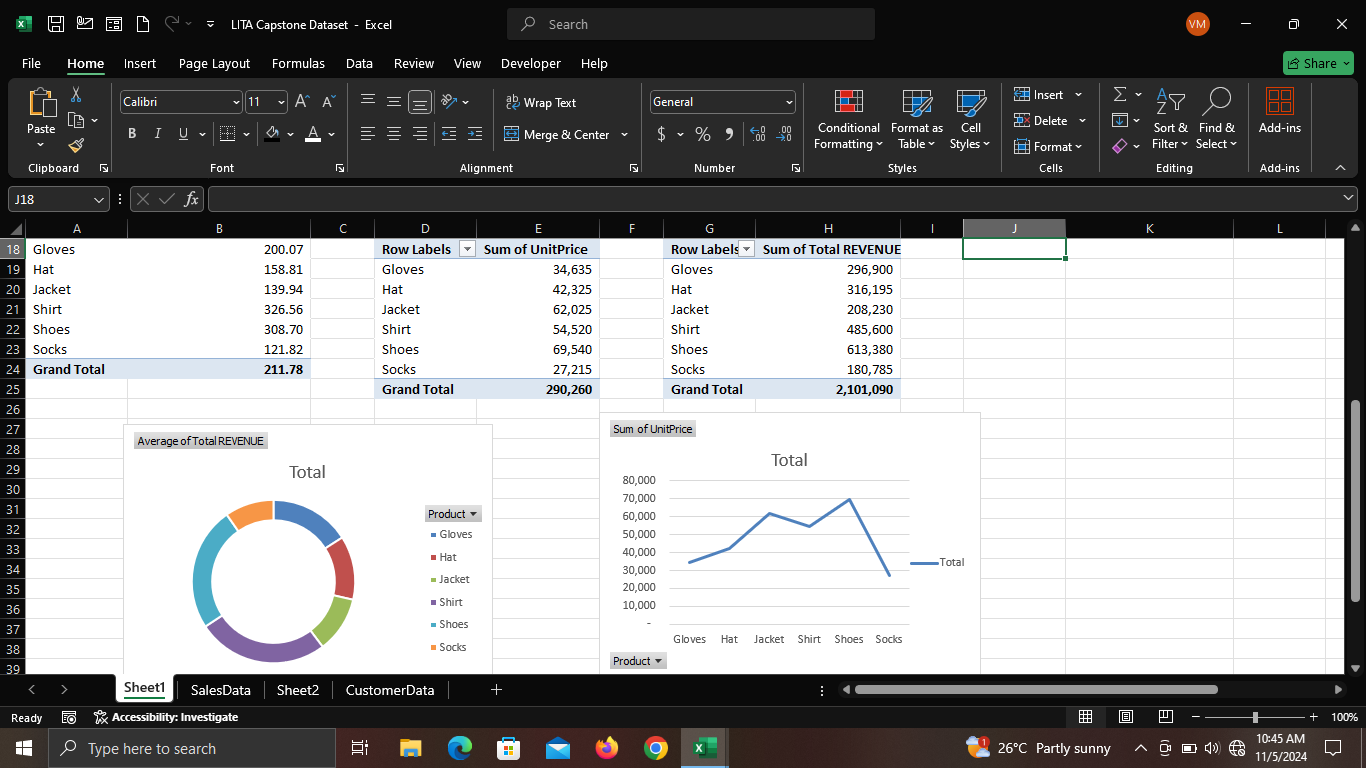 LITA Capstone Dataset - Excel
Search
VM
File Home Insert Page Layout Formulas Data Review View Developer Help
Share
Paste
Clipboard
Calibri 11
B I U
Font
Wrap Text
Merge & Center
Alignment
General
$ % 9
Number
Conditional Formatting
Format as Table
Cell Styles
Styles
Insert
Delete
Format
Cells
Sort & Filter
Find & Select
Editing
Add-ins
Add-ins
J18
fx
A B C D E F G H I J K L
18 Gloves 200.07 Row Labels Sum of UnitPrice Row Labels Sum of Total REVENUE
19 Hat 158.81 Gloves 34,635 Gloves 296,900
20 Jacket 139.94 Hat 42,325 Hat 316,195
21 Shirt 326.56 Jacket 62,025 Jacket 208,230
22 Shoes 308.70 Shirt 54,520 Shirt 485,600
23 Socks 121.82 Shoes 69,540 Shoes 613,380
24 Grand Total 211.78 Socks 27,215 Socks 180,785
25 Grand Total 290,260 Grand Total 2,101,090
26
27
28
29
30
31
32
33
34
35
36
37
38
39
Average of Total REVENUE
Total
Product
Gloves
Hat
Jacket
Shirt
Shoes
Socks
Sum of UnitPrice
Total
80,000
70,000
60,000
50,000
40,000
30,000
20,000
10,000
-
Gloves Hat Jacket Shirt Shoes Socks
Total
Product
Sheet1 SalesData Sheet2 CustomerData
Ready Accessibility: Investigate 100%
Type here to search
1
26°C Partly sunny
10:45 AM
11/5/2024